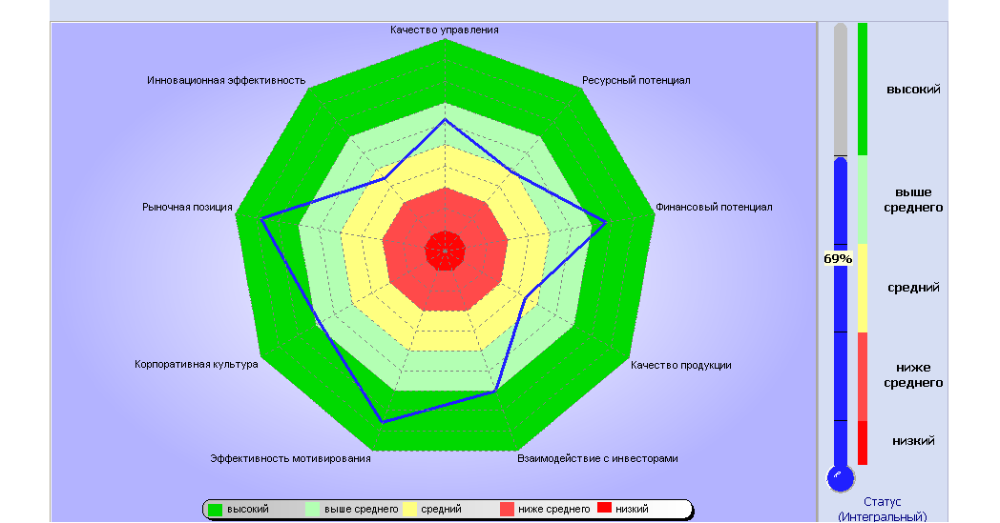 Качество управления
Инновационная эффективность
Ресурсный потенциал
высокий
Рыночная позиция
Финансовый потенциал
выше
среднего
69%
средний
Корпоративная культура
Качество продукции
ниже
среднего
низкий
Эффективность мотивирования
Взаимодействие с инвесторами
высокий выше среднего средний ниже среднего низкий
Статус
(Интегральный)